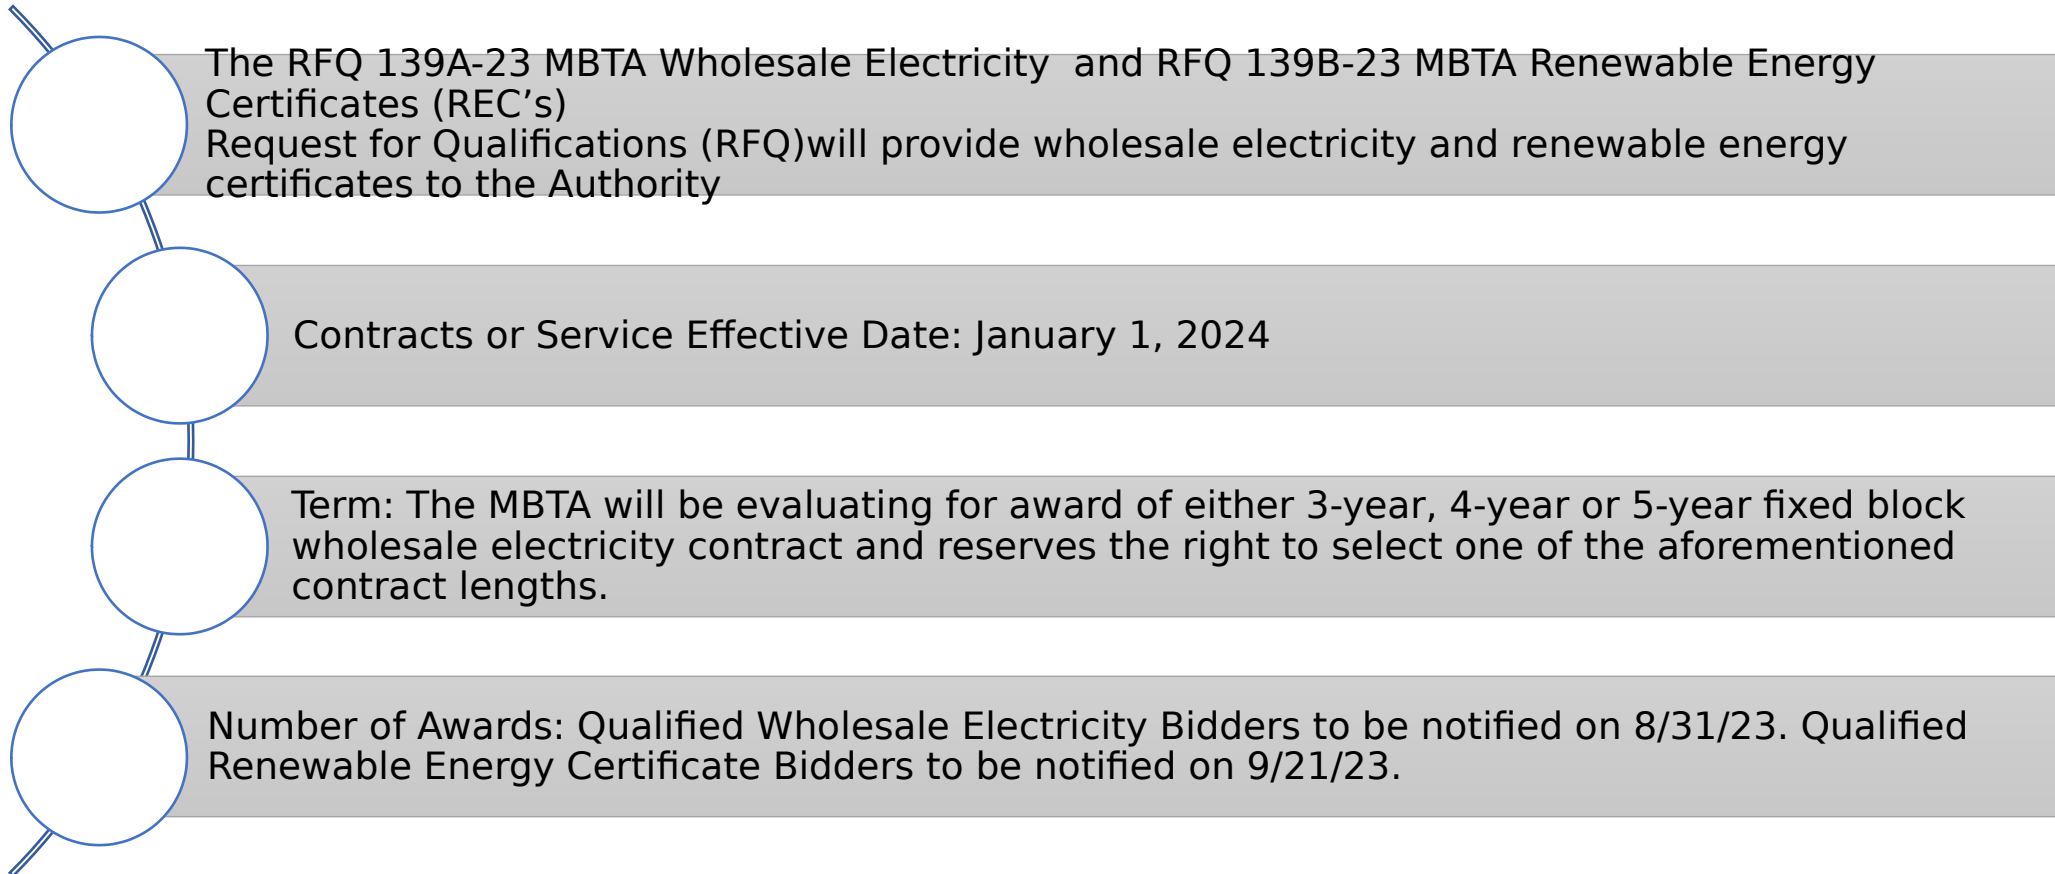 The RFQ 139A-23 MBTA Wholesale Electricity  and RFQ 139B-23 MBTA Renewable Energy
Certificates (REC’s)
Request for Qualifications (RFQ)will provide wholesale electricity and renewable energy
certificates to the Authority
Contracts or Service Effective Date: January 1, 2024
Term: The MBTA will be evaluating for award of either 3-year, 4-year or 5-year fixed block
wholesale electricity contract and reserves the right to select one of the aforementioned
contract lengths.
Number of Awards: Qualified Wholesale Electricity Bidders to be notified on 8/31/23. Qualified
Renewable Energy Certificate Bidders to be notified on 9/21/23.